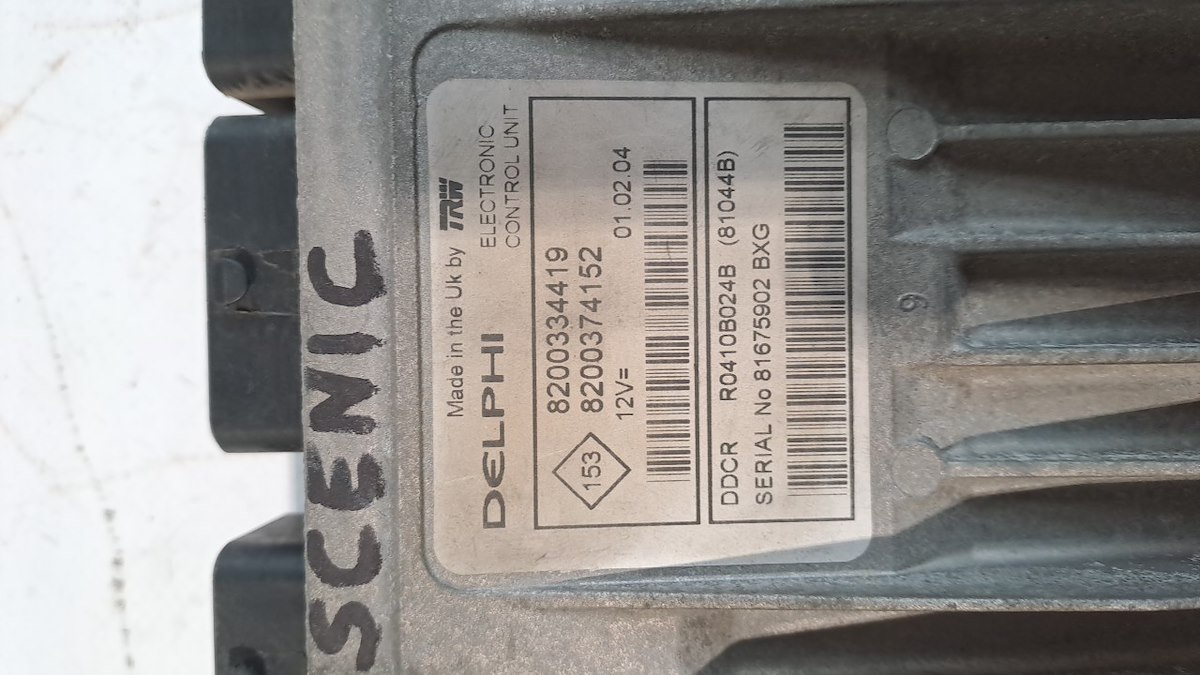 SCENIC
Made in the Uk by TRW
DELPHI
ELECTRONIC
CONTROL UNIT
153
8200334419
8200374152
12V= 01.02.04
DDCR R0410B024B (81044B)
SERIAL No 81675902 BXG
9